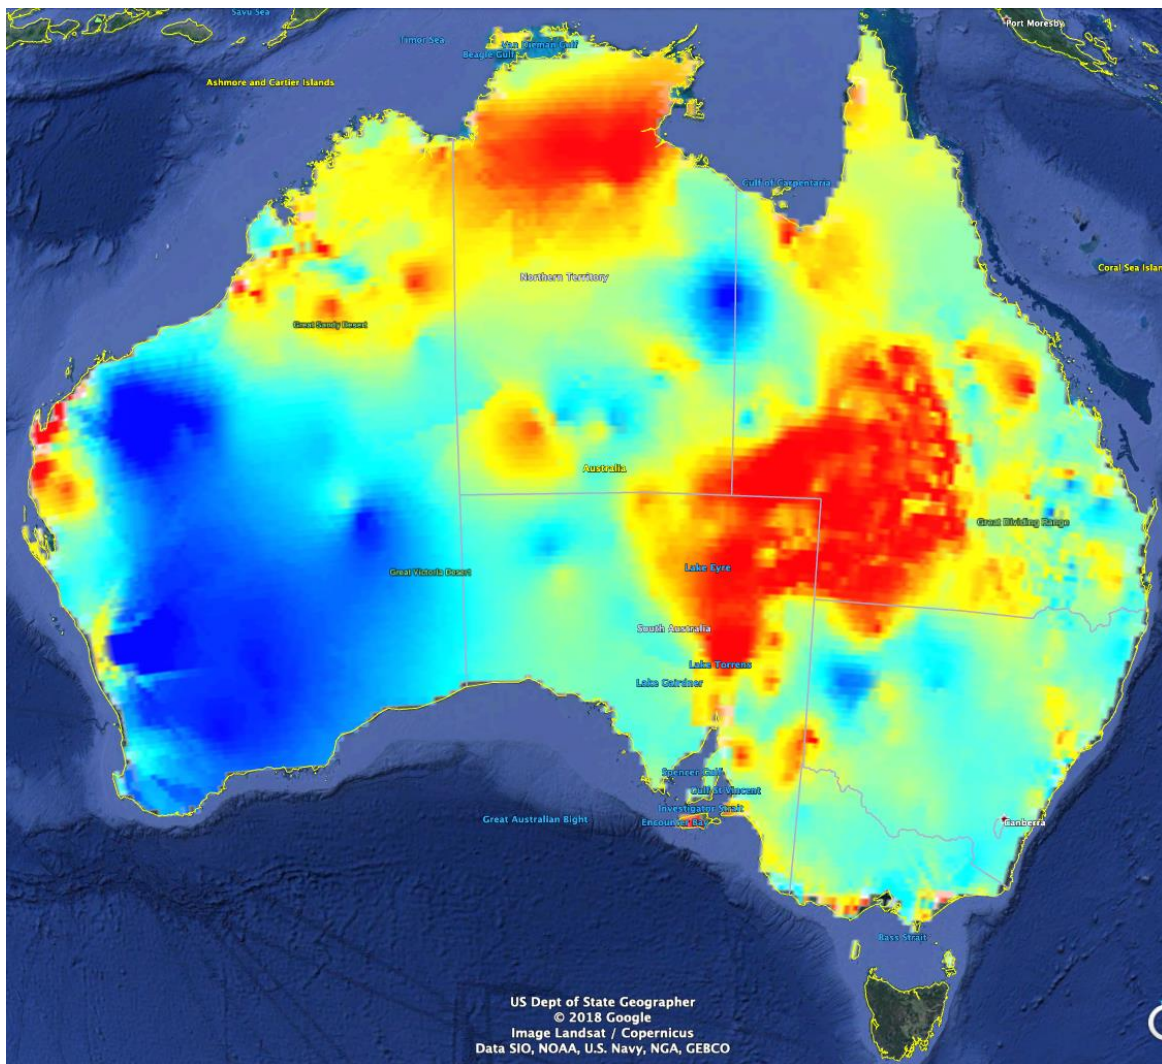 Savu Sea
Port Moresby
Timor Sea
Van Dieman Gulf
Beagle Gulf
Ashmore and Cartier Islands
Gulf of Carpentaria
Coral Sea Islan
Northern Territory
Great Sandy Desert
Australia
Great Dividing Range
Lake Eyre
Great Victoria Desert
South Australia
Lake Torrens
Lake Gairdner
Spencer Gulf
Gulf St Vincent
Investigator Strait
Great Australian Bight
Encounter Bay
Canberra
Bass Strait
US Dept of State Geographer
© 2018 Google
Image Landsat / Copernicus
Data SIO, NOAA, U.S. Navy, NGA, GEBCO